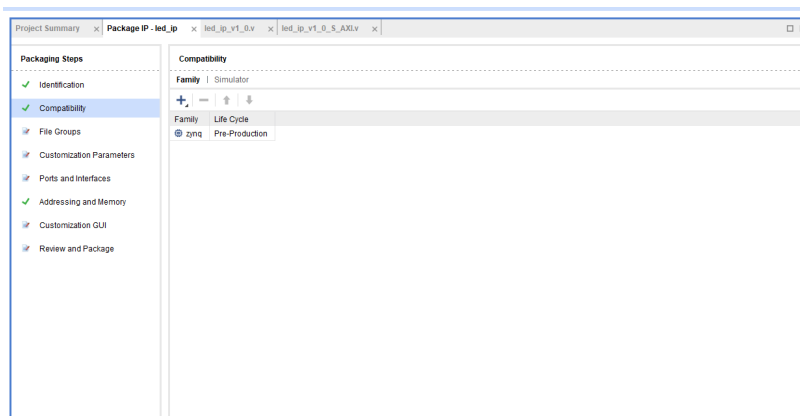 Project Summary × Package IP - led_ip × led_ip_v1_0.v × led_ip_v1_0_S_AXI.v ×
Packaging Steps
Identification
Compatibility
File Groups
Customization Parameters
Ports and Interfaces
Addressing and Memory
Customization GUI
Review and Package
Compatibility
Family | Simulator
Family Life Cycle
zynq Pre-Production